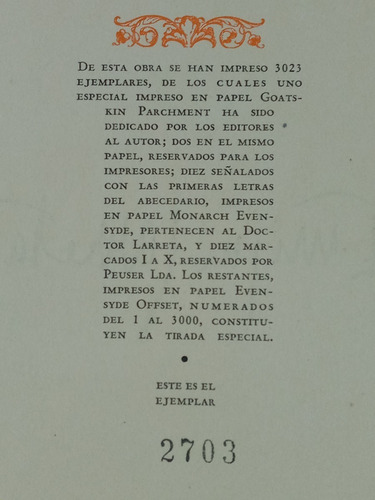 De esta obra se han impreso 3023
ejemplares, de los cuales uno
especial impreso en papel Goats-
kin Parchment ha sido
dedicado por los editores
al autor; dos en el mismo
papel, reservados para los
impresores; diez señalados
con las primeras letras
del abecedario, impresos
en papel Monarch Even-
syde, pertenecen al Doc-
tor Larreta, y diez mar-
cados I a X, reservados por
Peuser Lda. Los restantes,
impresos en papel Even-
syde Offset, numerados
del 1 al 3000, constitu-
yen la tirada especial.
•
este es el
ejemplar
2703